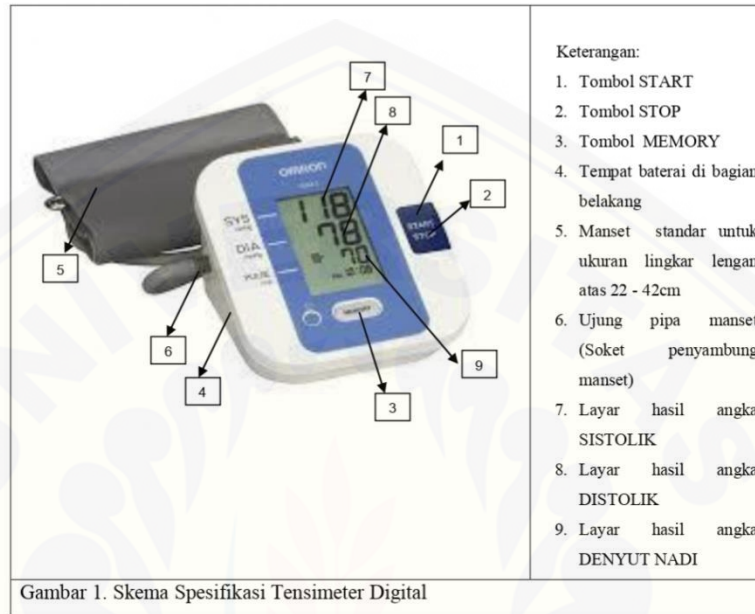 7
8
1
2
5
6
4
9
3
OMRON
SYS
DIA
PULSE
118
78
70
START
STOP
MEMORY
Keterangan:
1. Tombol START
2. Tombol STOP
3. Tombol MEMORY
4. Tempat baterai di bagian
belakang
5. Manset standar untuk
ukuran lingkar lengan
atas 22 - 42cm
6. Ujung pipa manset
(Soket penyambung
manset)
7. Layar hasil angka
SISTOLIK
8. Layar hasil angka
DISTOLIK
9. Layar hasil angka
DENYUT NADI
Gambar 1. Skema Spesifikasi Tensimeter Digital